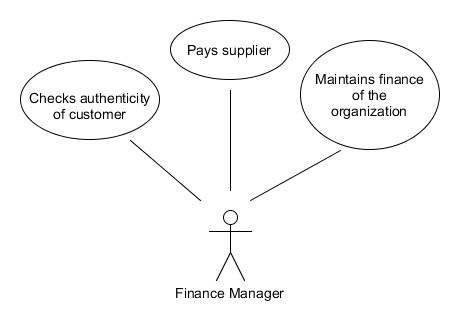 Pays supplier
Checks authenticity
of customer
Maintains finance
of the
organization
Finance Manager